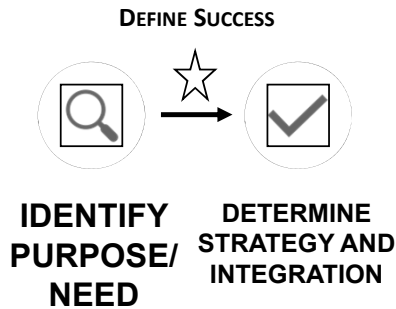 DEFINE SUCCESS
IDENTIFY
PURPOSE/
NEED
DETERMINE
STRATEGY AND
INTEGRATION